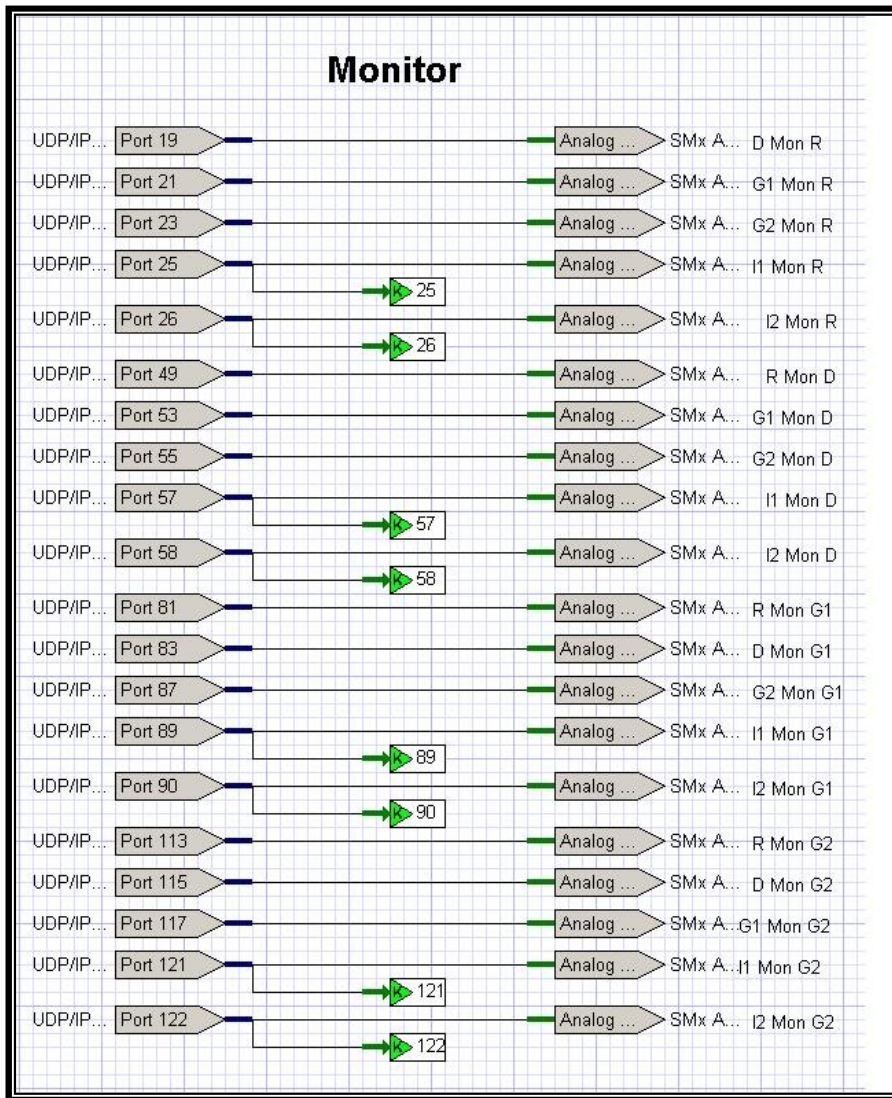 Monitor
UDP/IP... Port 19 Analog ... SMx A... D Mon R
UDP/IP... Port 21 Analog ... SMx A... G1 Mon R
UDP/IP... Port 23 Analog ... SMx A... G2 Mon R
UDP/IP... Port 25 Analog ... SMx A... I1 Mon R
K 25
UDP/IP... Port 26 Analog ... SMx A... I2 Mon R
K 26
UDP/IP... Port 49 Analog ... SMx A... R Mon D
UDP/IP... Port 53 Analog ... SMx A... G1 Mon D
UDP/IP... Port 55 Analog ... SMx A... G2 Mon D
UDP/IP... Port 57 Analog ... SMx A... I1 Mon D
K 57
UDP/IP... Port 58 Analog ... SMx A... I2 Mon D
K 58
UDP/IP... Port 81 Analog ... SMx A... R Mon G1
UDP/IP... Port 83 Analog ... SMx A... D Mon G1
UDP/IP... Port 87 Analog ... SMx A... G2 Mon G1
UDP/IP... Port 89 Analog ... SMx A... I1 Mon G1
K 89
UDP/IP... Port 90 Analog ... SMx A... I2 Mon G1
K 90
UDP/IP... Port 113 Analog ... SMx A... R Mon G2
UDP/IP... Port 115 Analog ... SMx A... D Mon G2
UDP/IP... Port 117 Analog ... SMx A... G1 Mon G2
UDP/IP... Port 121 Analog ... SMx A... I1 Mon G2
K 121
UDP/IP... Port 122 Analog ... SMx A... I2 Mon G2
K 122